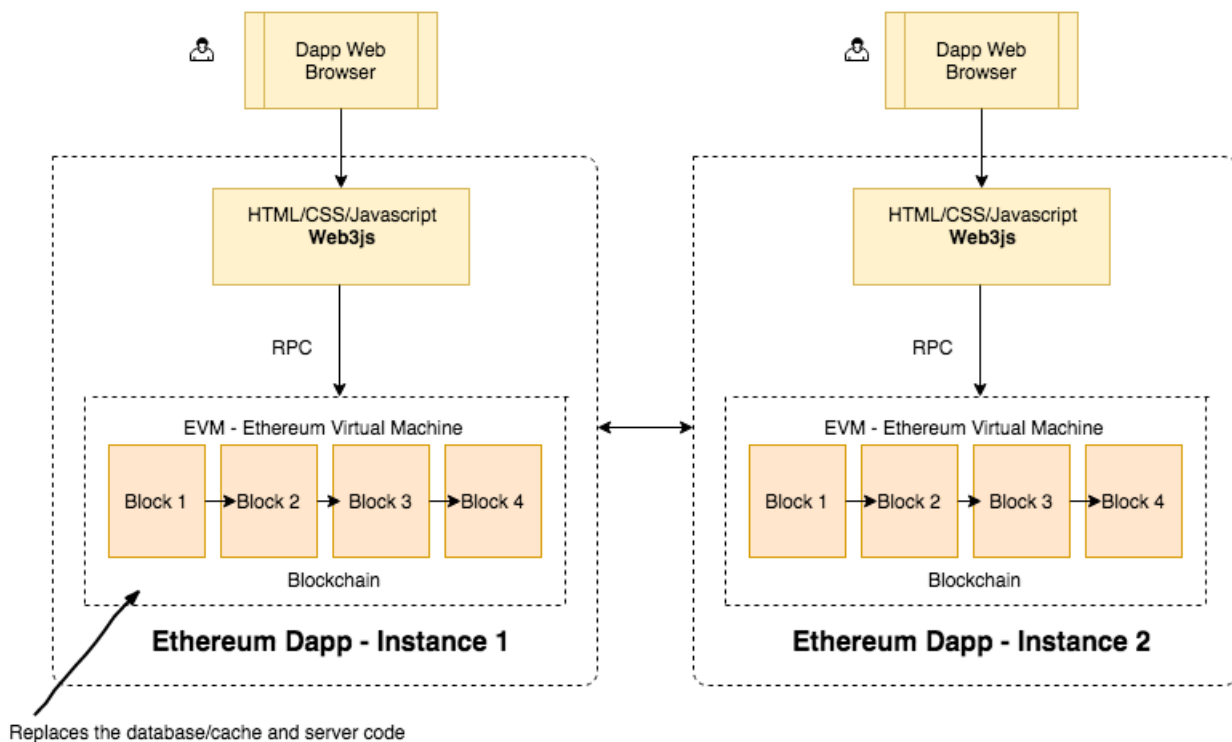 Dapp Web
Browser
Dapp Web
Browser
HTML/CSS/Javascript
Web3js
HTML/CSS/Javascript
Web3js
RPC
RPC
EVM - Ethereum Virtual Machine
EVM - Ethereum Virtual Machine
Block 1
Block 2
Block 3
Block 4
Block 1
Block 2
Block 3
Block 4
Blockchain
Blockchain
Ethereum Dapp - Instance 1
Ethereum Dapp - Instance 2
Replaces the database/cache and server code